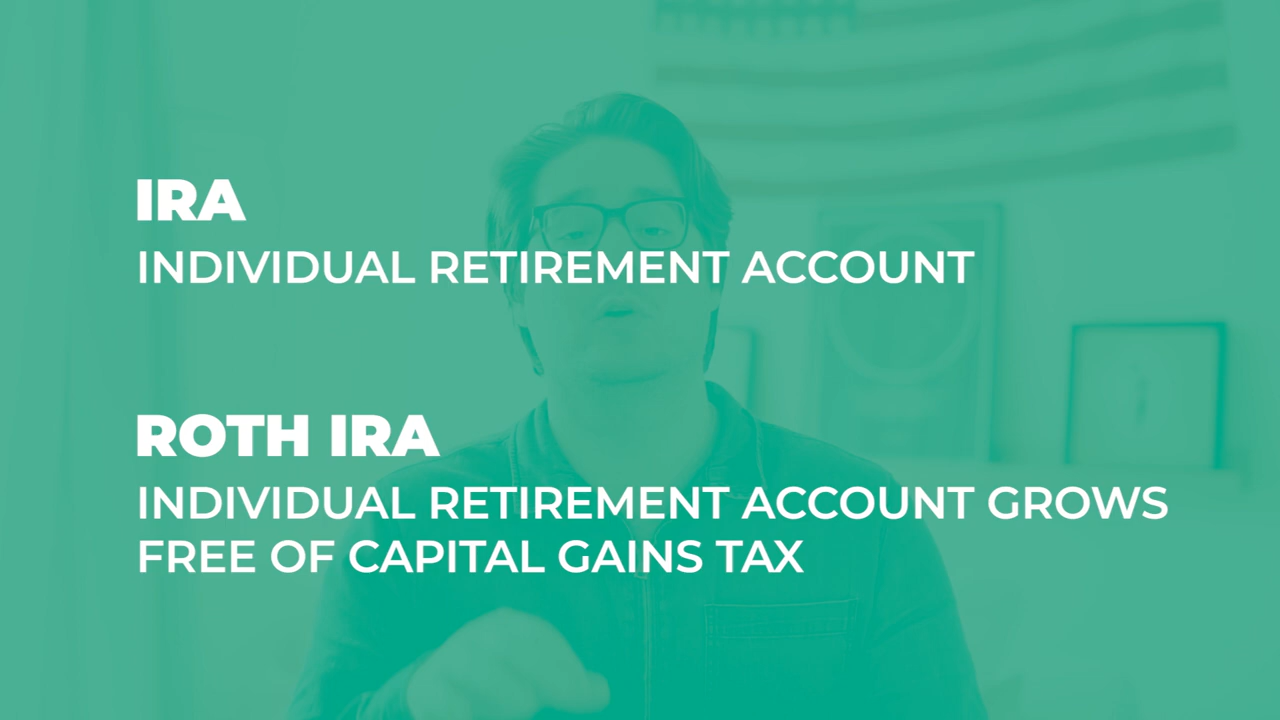 IRA
INDIVIDUAL RETIREMENT ACCOUNT
ROTH IRA
INDIVIDUAL RETIREMENT ACCOUNT GROWS
FREE OF CAPITAL GAINS TAX